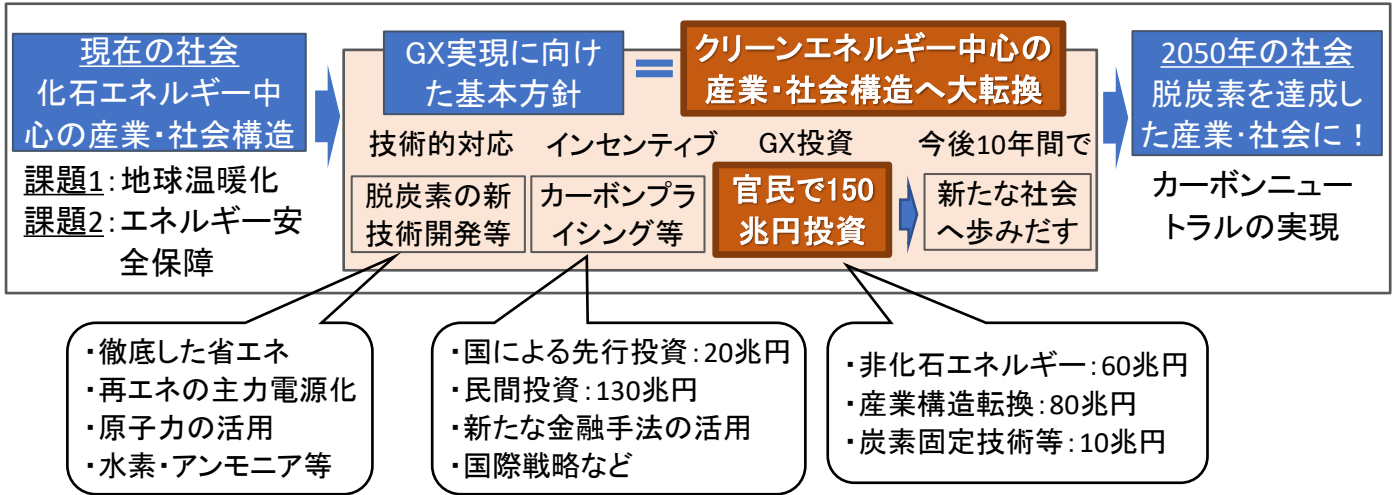 現在の社会
化石エネルギー中
心の産業・社会構造
課題1：地球温暖化
課題2：エネルギー安
全保障
GX実現に向け
た基本方針
＝
クリーンエネルギー中心の
産業・社会構造へ大転換
技術的対応
脱炭素の新
技術開発等
インセンティブ
カーボンプラ
イシング等
GX投資
官民で150
兆円投資
今後10年間で
新たな社会
へ歩みだす
2050年の社会
脱炭素を達成し
た産業・社会に！
カーボンニュー
トラルの実現
・徹底した省エネ
・再エネの主力電源化
・原子力の活用
・水素・アンモニア等
・国による先行投資：20兆円
・民間投資：130兆円
・新たな金融手法の活用
・国際戦略など
・非化石エネルギー：60兆円
・産業構造転換：80兆円
・炭素固定技術等：10兆円